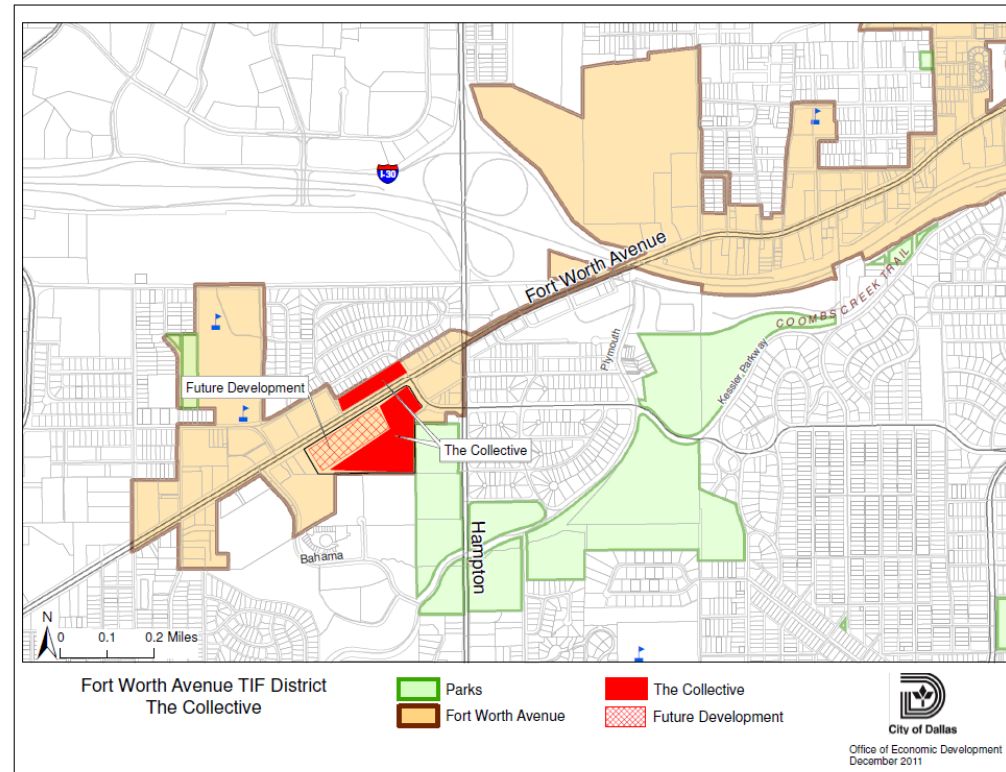 I-30
Fort Worth Avenue
COOMBS CREEK TRAIL
Plymouth
Kessler Parkway
Future Development
The Collective
Hampton
Bahama
N
0 0.1 0.2 Miles
Fort Worth Avenue TIF District
The Collective
Parks
Fort Worth Avenue
The Collective
Future Development
City of Dallas
Office of Economic Development
December 2011